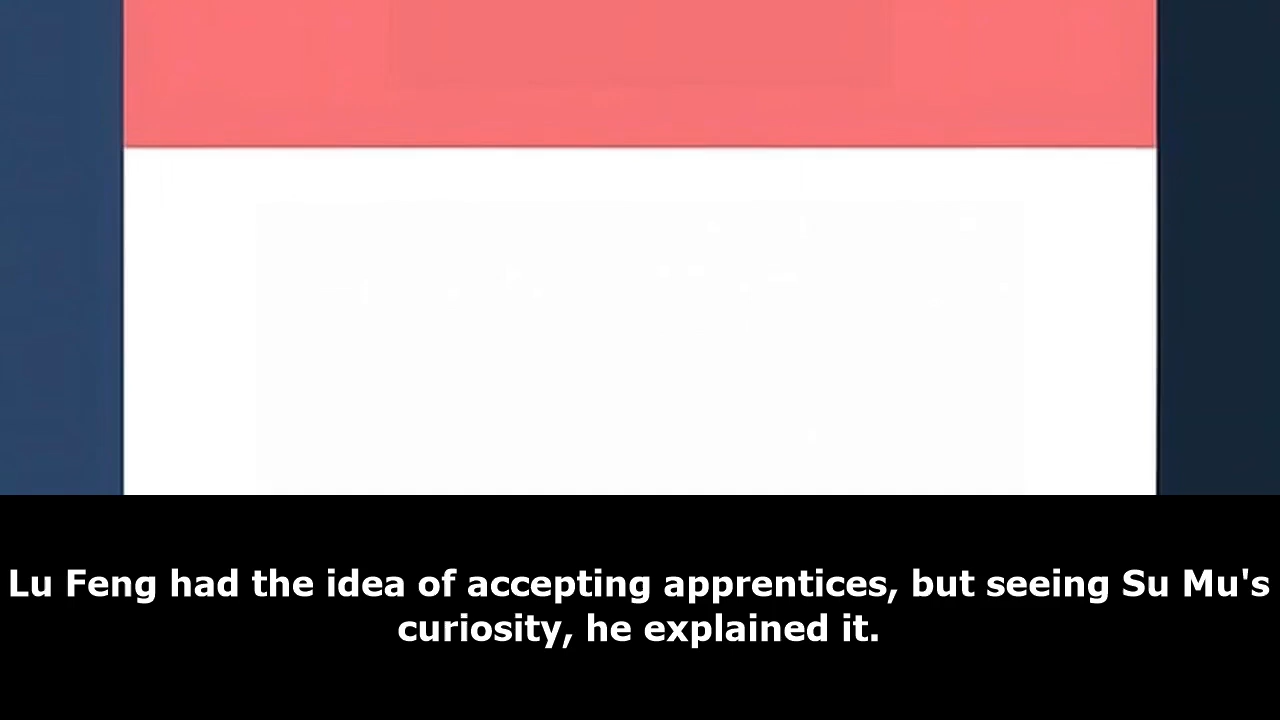 Lu Feng had the idea of accepting apprentices, but seeing Su Mu's
curiosity, he explained it.